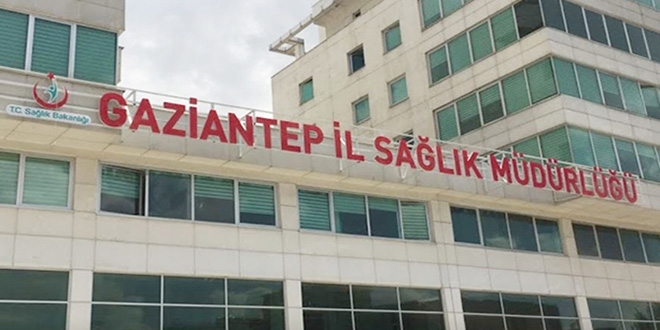 T.C. Sağlık Bakanlığı
GAZİANTEP İL SAĞLIK MÜDÜRLÜĞÜ